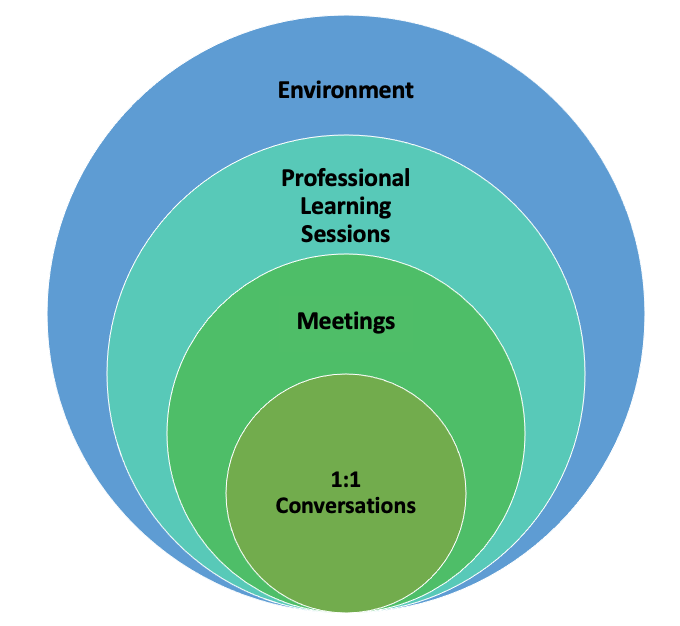 Environment
Professional
Learning
Sessions
Meetings
1:1
Conversations